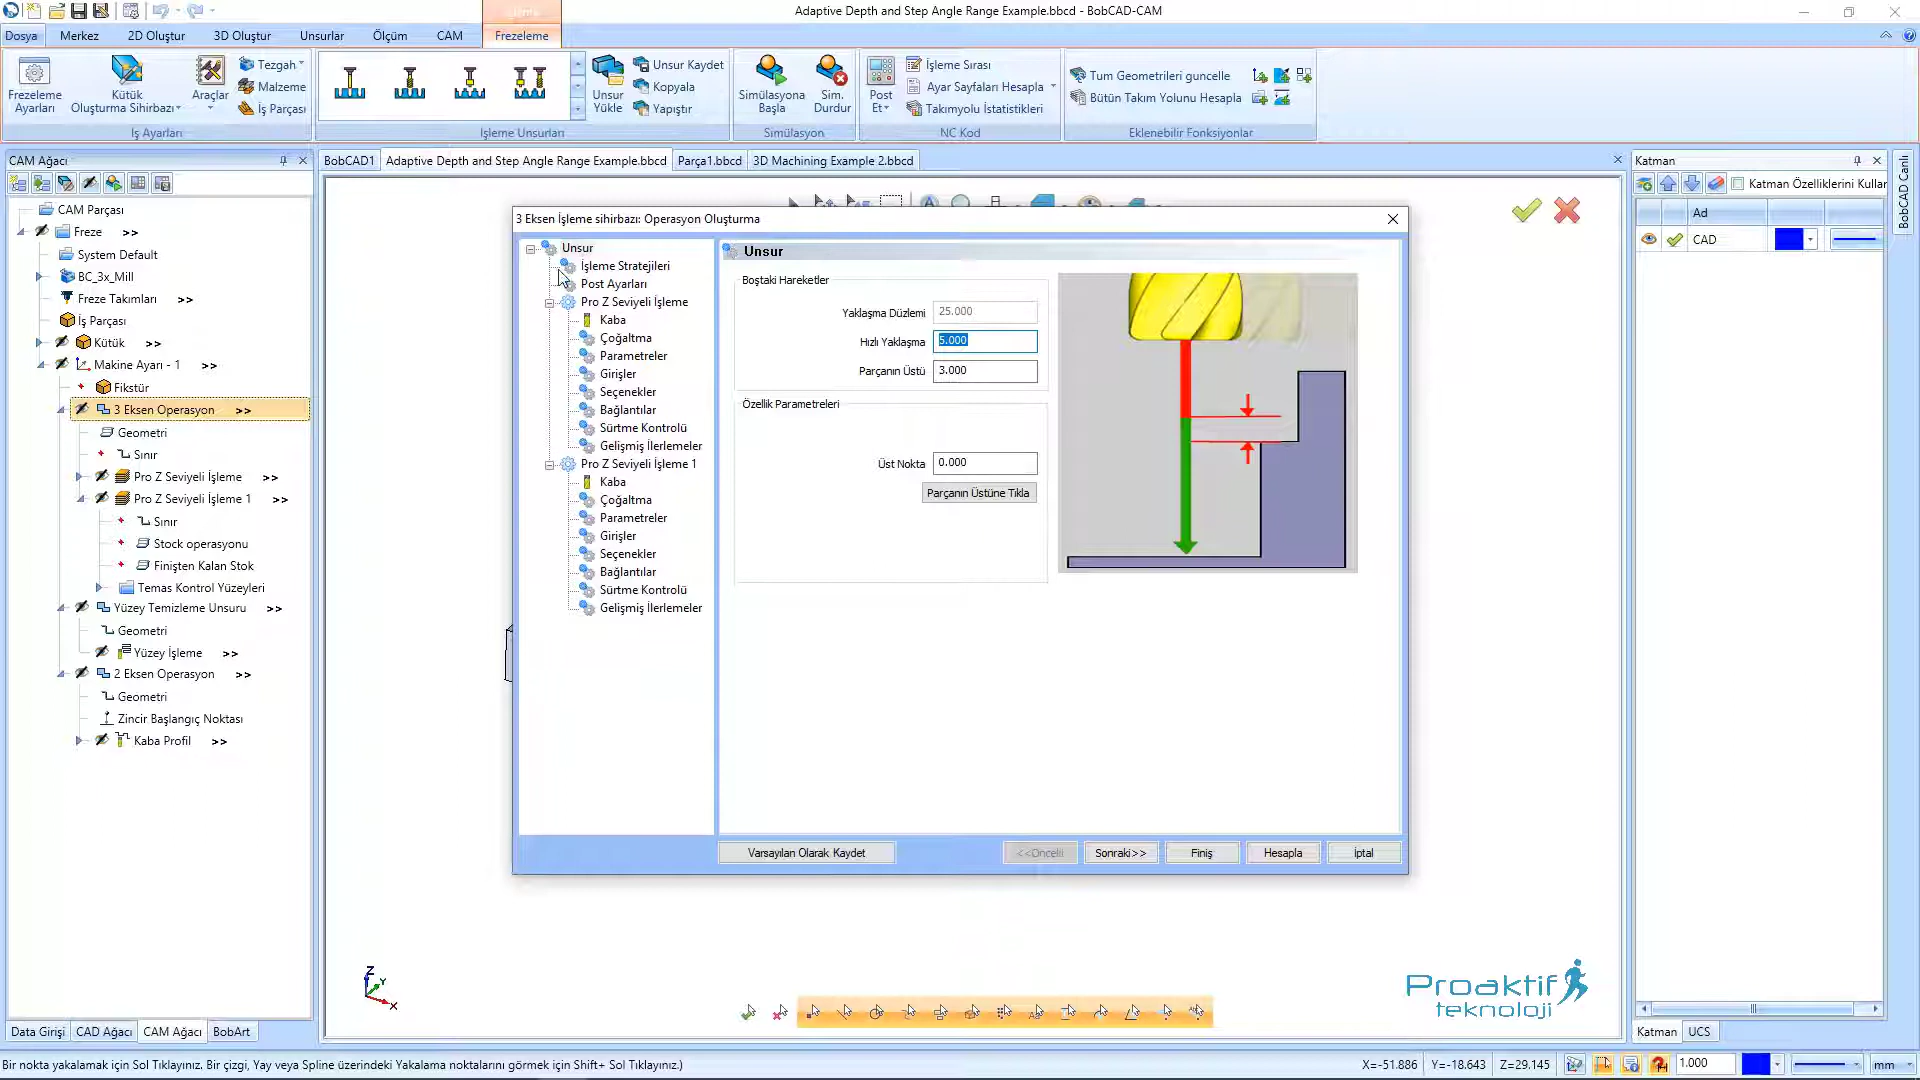 Adaptive Depth and Step Angle Range Example.bbcd - BobCAD-CAM
Dosya Merkez 2D Oluştur 3D Oluştur Unsurlar Ölçüm CAM Frezeleme
Frezeleme Ayarları
Kütük Oluşturma Sihirbazı
Araçlar
Tezgah
Malzeme
İş Parçası
İş Ayarları
Unsur Yükle
Unsur Kaydet
Kopyala
Yapıştır
İşleme Unsurları
Simülasyona Başla
Sim. Durdur
Simülasyon
Post Et
İşleme Sırası
Ayar Sayfaları Hesapla
Takımyolu İstatistikleri
NC Kod
Tum Geometrileri guncelle
Bütün Takım Yolunu Hesapla
Eklenebilir Fonksiyonlar
CAM Ağacı
BobCAD1 Adaptive Depth and Step Angle Range Example.bbcd Parça1.bbcd 3D Machining Example 2.bbcd
CAM Parçası
Freze >>
System Default
BC_3x_Mill
Freze Takımları >>
İş Parçası
Kütük >>
Makine Ayarı - 1 >>
Fikstür
3 Eksen Operasyon >>
Geometri
Sınır
Pro Z Seviyeli İşleme >>
Pro Z Seviyeli İşleme 1 >>
Sınır
Stock operasyonu
Finişten Kalan Stok
Temas Kontrol Yüzeyleri
Yüzey Temizleme Unsuru >>
Geometri
Yüzey İşleme >>
2 Eksen Operasyon >>
Geometri
Zincir Başlangıç Noktası
Kaba Profil >>
Data Girişi CAD Ağacı CAM Ağacı BobArt
3 Eksen İşleme sihirbazı: Operasyon Oluşturma
Unsur
İşleme Stratejileri
Post Ayarları
Pro Z Seviyeli İşleme
Kaba
Çoğaltma
Parametreler
Girişler
Seçenekler
Bağlantılar
Sürtme Kontrolü
Gelişmiş İlerlemeler
Pro Z Seviyeli İşleme 1
Kaba
Çoğaltma
Parametreler
Girişler
Seçenekler
Bağlantılar
Sürtme Kontrolü
Gelişmiş İlerlemeler
Unsur
Boştaki Hareketler
Yaklaşma Düzlemi 25.000
Hızlı Yaklaşma 5.000
Parçanın Üstü 3.000
Özellik Parametreleri
Üst Nokta 0.000
Parçanın Üstüne Tıkla
Varsayılan Olarak Kaydet <<Önceki Sonraki>> Finiş Hesapla İptal
Z Y X
Proaktif
teknoloji
Katman
Katman Özelliklerini Kullar
Ad
CAD
Katman UCS
BobCAD Canlı
Bir nokta yakalamak için Sol Tıklayınız. Bir çizgi, Yay veya Spline üzerindeki Yakalama noktalarını görmek için Shift+ Sol Tıklayınız.)
X=-51.886 Y=-18.643 Z=29.145 1.000 mm